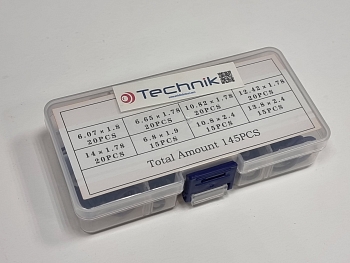 Technik
6.07×1.8 6.65×1.78 10.82×1.78 12.42×1.78
20PCS 20PCS 20PCS 20PCS
14×1.78 6.8×1.9 10.8×2.4 13.8×2.4
20PCS 15PCS 15PCS 15PCS
Total Amount 145PCS